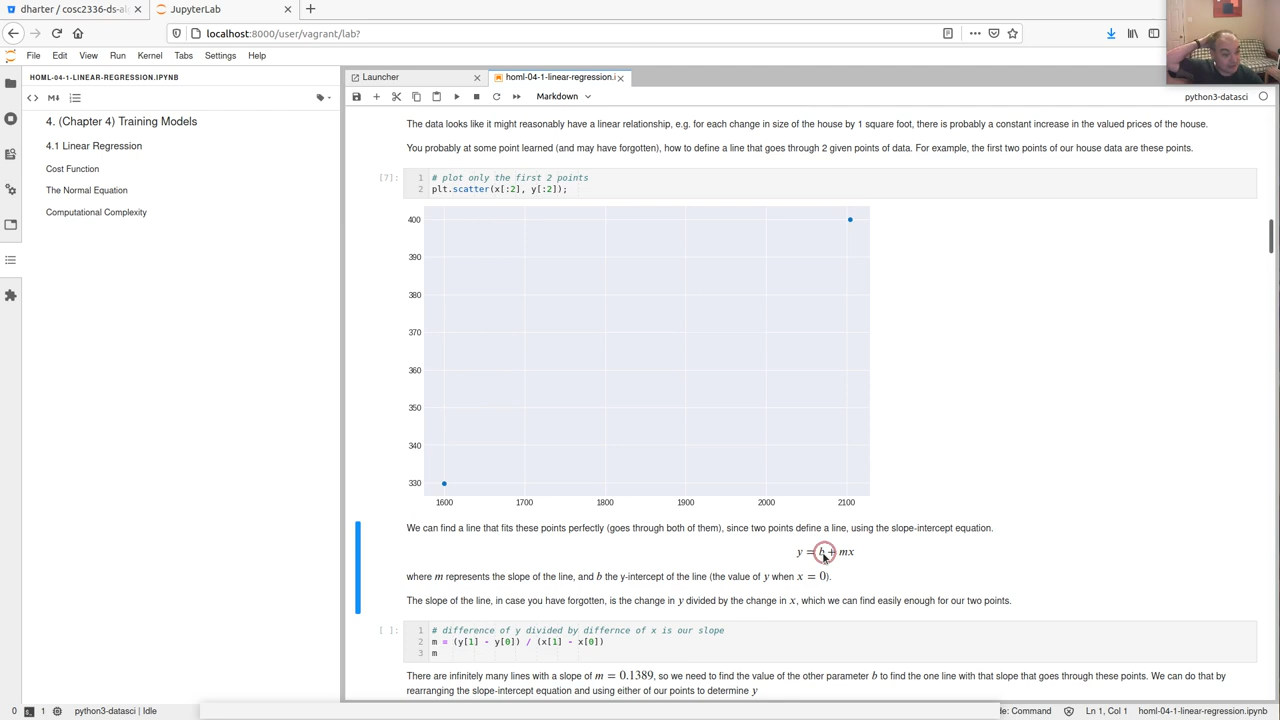 dharter / cosc2336-ds-al
JupyterLab
localhost:8000/user/vagrant/lab?
File Edit View Run Kernel Tabs Settings Help
HOML-04-1-LINEAR-REGRESSION.IPYNB
Launcher
homl-04-1-linear-regression.i
Markdown
python3-datasci
4. (Chapter 4) Training Models
4.1 Linear Regression
Cost Function
The Normal Equation
Computational Complexity
The data looks like it might reasonably have a linear relationship, e.g. for each change in size of the house by 1 square foot, there is probably a constant increase in the valued prices of the house.
You probably at some point learned (and may have forgotten), how to define a line that goes through 2 given points of data. For example, the first two points of our house data are these points.
[7]:
1 # plot only the first 2 points
2 plt.scatter(x[:2], y[:2]);
400
390
380
370
360
350
340
330
1600 1700 1800 1900 2000 2100
We can find a line that fits these points perfectly (goes through both of them), since two points define a line, using the slope-intercept equation.
y = b + mx
where m represents the slope of the line, and b the y-intercept of the line (the value of y when x = 0).
The slope of the line, in case you have forgotten, is the change in y divided by the change in x, which we can find easily enough for our two points.
[ ]:
1 # difference of y divided by differnce of x is our slope
2 m = (y[1] - y[0]) / (x[1] - x[0])
3 m
There are infinitely many lines with a slope of m = 0.1389, so we need to find the value of the other parameter b to find the one line with that slope that goes through these points. We can do that by
rearranging the slope-intercept equation and using either of our points to determine y
0 1 python3-datasci | Idle
de: Command Ln 1, Col 1 homl-04-1-linear-regression.ipynb